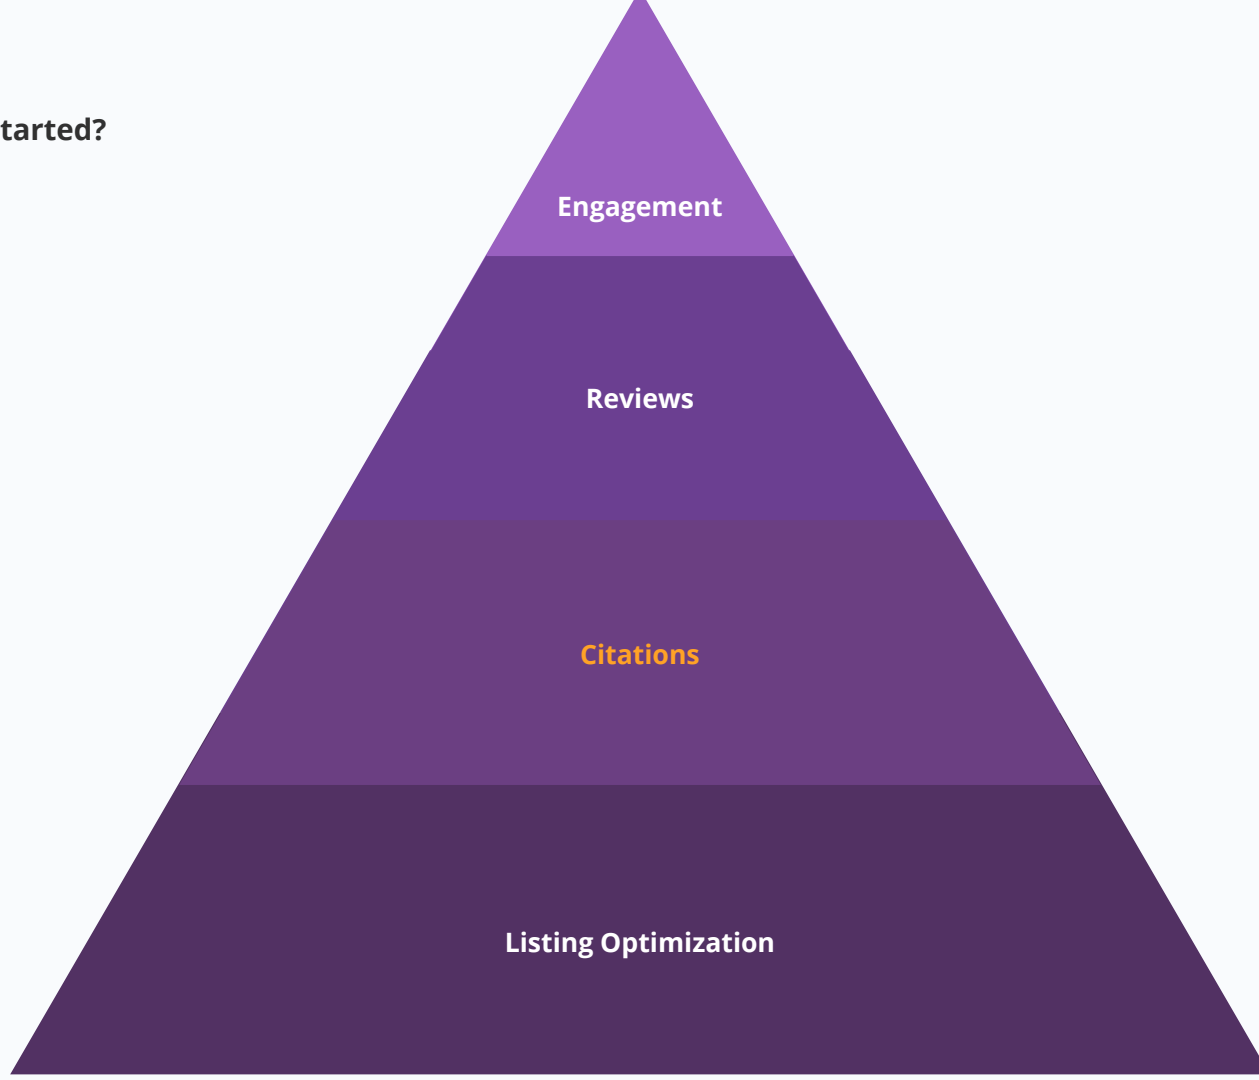 tarted?
Engagement
Reviews
Citations
Listing Optimization